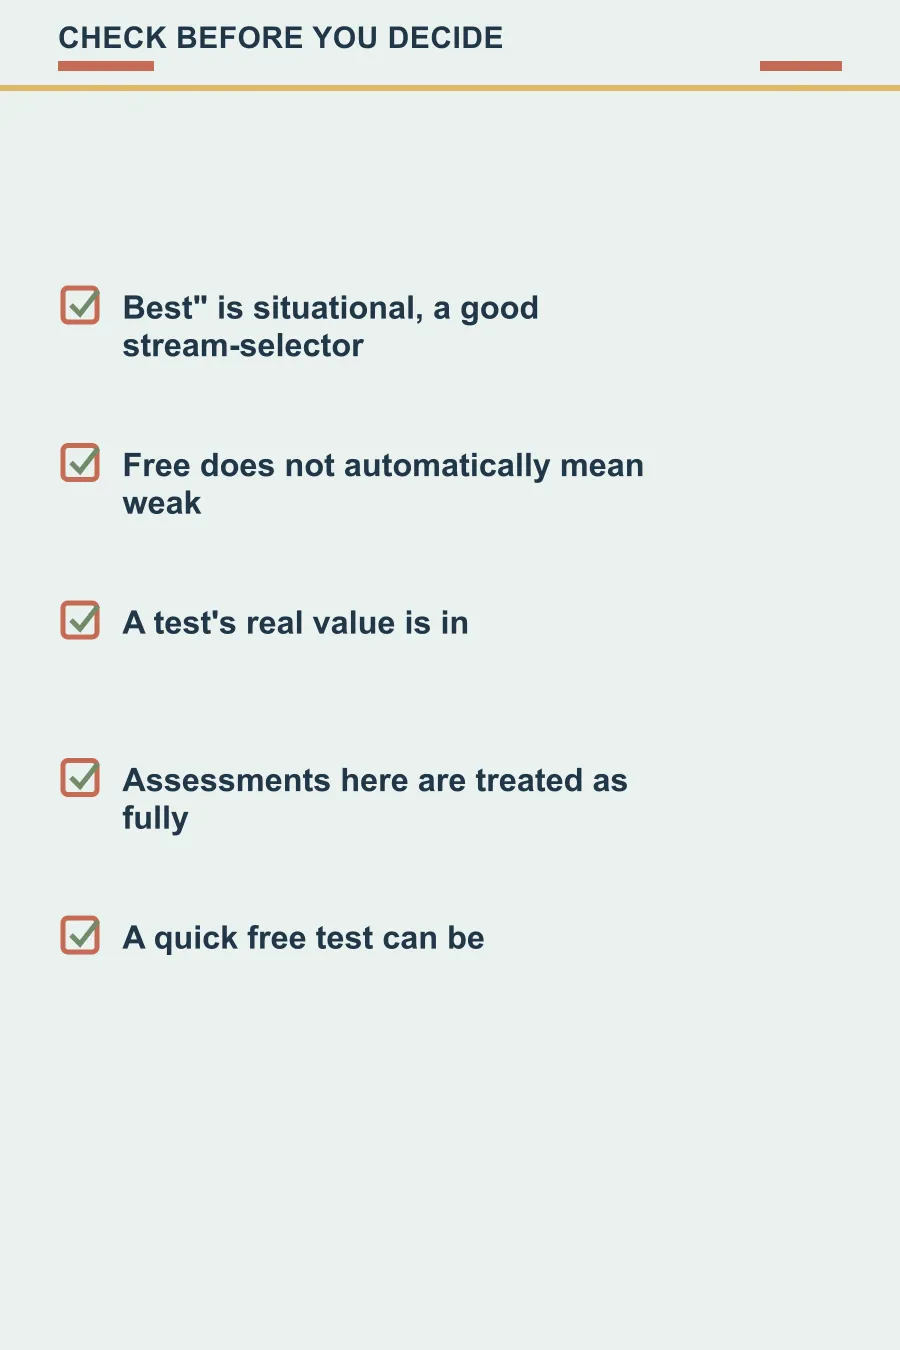 CHECK BEFORE YOU DECIDE
Best" is situational, a good
stream-selector
Free does not automatically mean
weak
A test's real value is in
Assessments here are treated as
fully
A quick free test can be